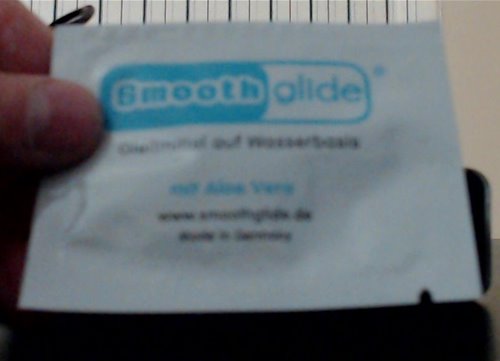 Smooth glide®
Gleitmittel auf Wasserbasis
mit Aloe Vera
www.smoothglide.de
Made in Germany